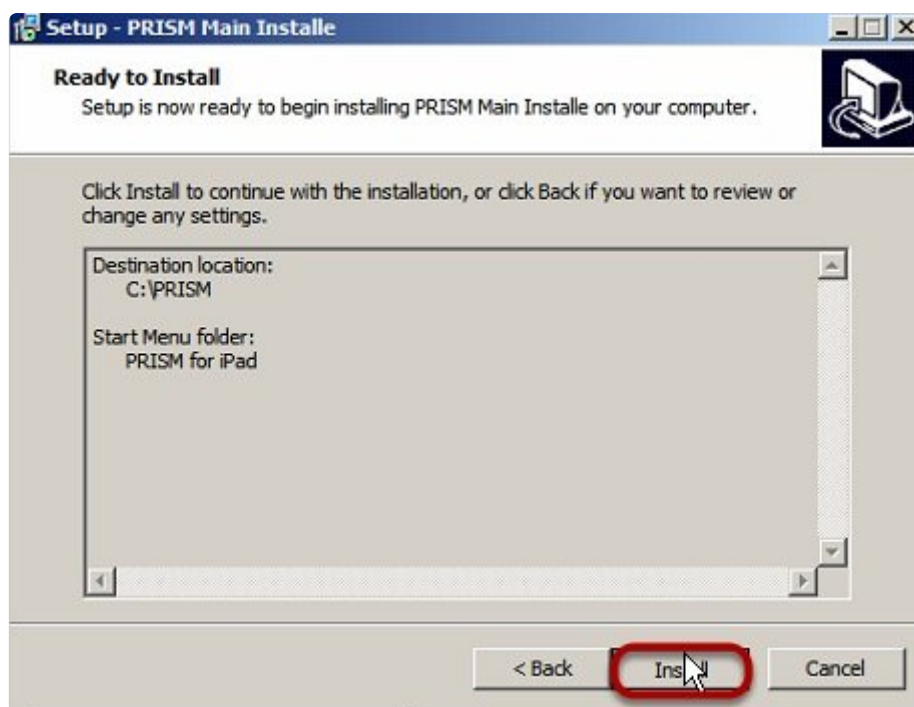 Setup - PRISM Main Installe
Ready to Install
Setup is now ready to begin installing PRISM Main Installe on your computer.
Click Install to continue with the installation, or click Back if you want to review or
change any settings.
Destination location:
C:\PRISM
Start Menu folder:
PRISM for iPad
< Back Install Cancel